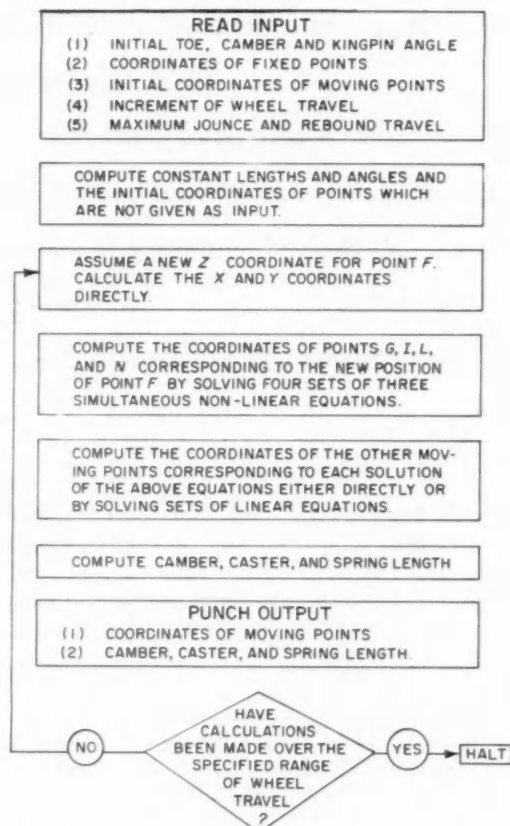 READ INPUT
(1) INITIAL TOE, CAMBER AND KINGPIN ANGLE
(2) COORDINATES OF FIXED POINTS
(3) INITIAL COORDINATES OF MOVING POINTS
(4) INCREMENT OF WHEEL TRAVEL
(5) MAXIMUM JOUNCE AND REBOUND TRAVEL
COMPUTE CONSTANT LENGTHS AND ANGLES AND
THE INITIAL COORDINATES OF POINTS WHICH
ARE NOT GIVEN AS INPUT.
ASSUME A NEW Z COORDINATE FOR POINT F.
CALCULATE THE X AND Y COORDINATES
DIRECTLY.
COMPUTE THE COORDINATES OF POINTS G, I, L,
AND N CORRESPONDING TO THE NEW POSITION
OF POINT F BY SOLVING FOUR SETS OF THREE
SIMULTANEOUS NON-LINEAR EQUATIONS.
COMPUTE THE COORDINATES OF THE OTHER MOV-
ING POINTS CORRESPONDING TO EACH SOLUTION
OF THE ABOVE EQUATIONS EITHER DIRECTLY OR
BY SOLVING SETS OF LINEAR EQUATIONS.
COMPUTE CAMBER, CASTER, AND SPRING LENGTH
PUNCH OUTPUT
(1) COORDINATES OF MOVING POINTS
(2) CAMBER, CASTER, AND SPRING LENGTH.
HAVE
CALCULATIONS
BEEN MADE OVER THE
SPECIFIED RANGE
OF WHEEL
TRAVEL
?
NO
YES
HALT